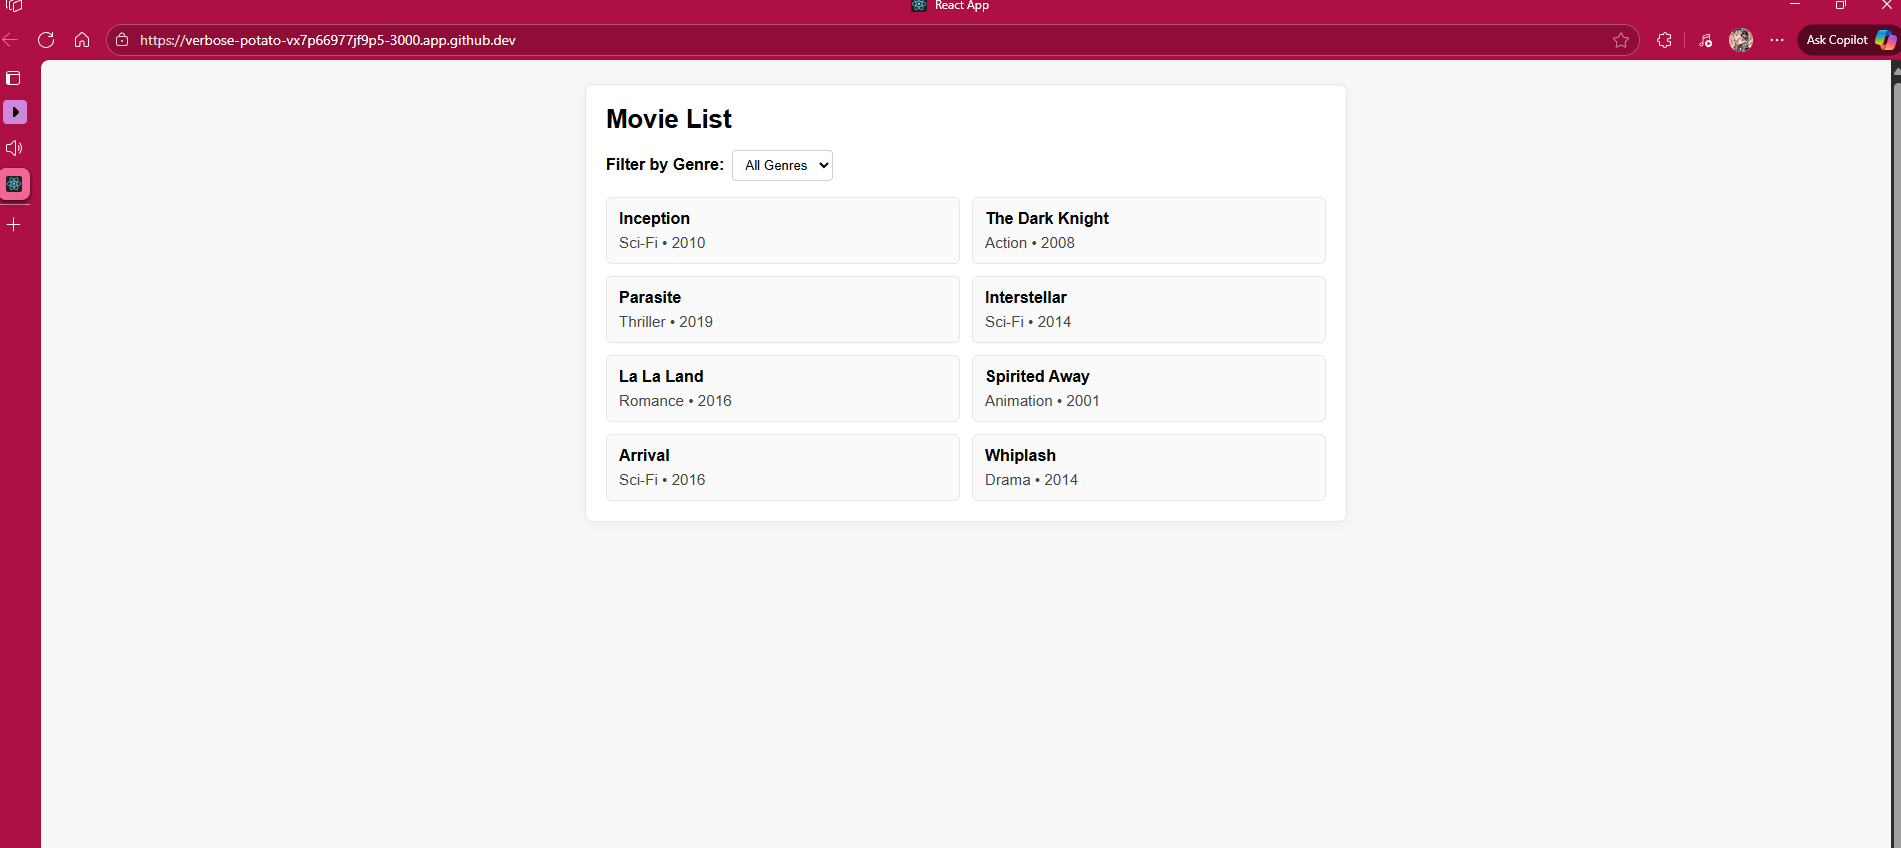 React App
https://verbose-potato-vx7p66977jf9p5-3000.app.github.dev
Ask Copilot
Movie List
Filter by Genre: All Genres
Inception
Sci-Fi • 2010
The Dark Knight
Action • 2008
Parasite
Thriller • 2019
Interstellar
Sci-Fi • 2014
La La Land
Romance • 2016
Spirited Away
Animation • 2001
Arrival
Sci-Fi • 2016
Whiplash
Drama • 2014